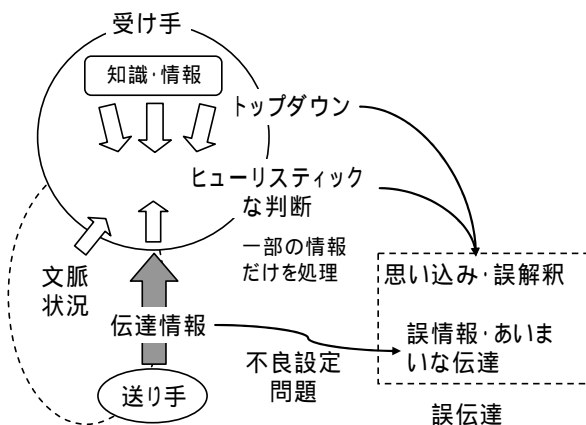 受け手
知識・情報
トップダウン
ヒューリスティック
な判断
一部の情報
だけを処理
文脈
状況
思い込み・誤解釈
伝達情報
誤情報・あいま
いな伝達
不良設定
問題
送り手
誤伝達